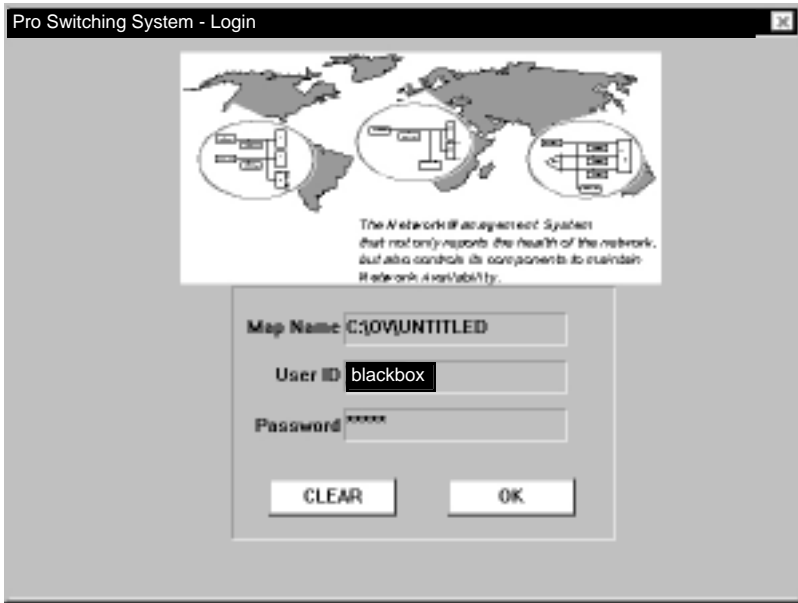 Pro Switching System - Login
The Network Management System
that not only reports the health of the network,
but also controls its components to maintain
Network Availability.
Map Name C:\OV\UNTITLED
User ID blackbox
Password *****
CLEAR OK